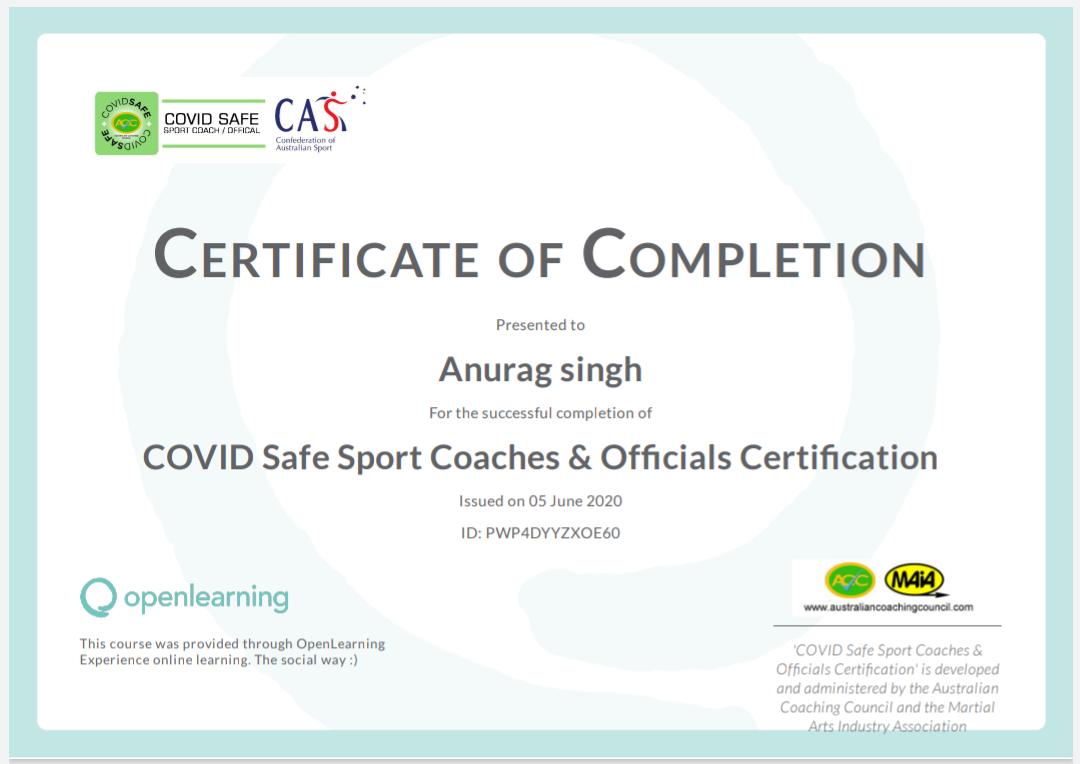 COVIDSAFE
COVIDSAFE
COVID SAFE
SPORT COACH / OFFICAL
CAS
Confederation of
Australian Sport
CERTIFICATE OF COMPLETION
Presented to
Anurag singh
For the successful completion of
COVID Safe Sport Coaches & Officials Certification
Issued on 05 June 2020
ID: PWP4DYYZXOE60
openlearning
This course was provided through OpenLearning
Experience online learning. The social way :)
ACC MAiA
www.australiancoachingcouncil.com
'COVID Safe Sport Coaches &
Officials Certification' is developed
and administered by the Australian
Coaching Council and the Martial
Arts Industry Association